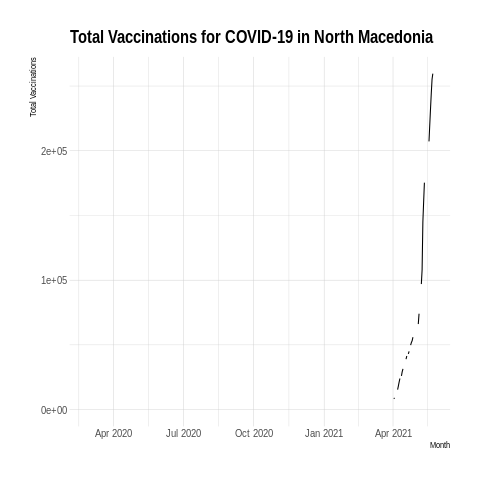 Total Vaccinations for COVID-19 in North Macedonia
Total Vaccinations
2e+05
1e+05
0e+00
Apr 2020 Jul 2020 Oct 2020 Jan 2021 Apr 2021
Month